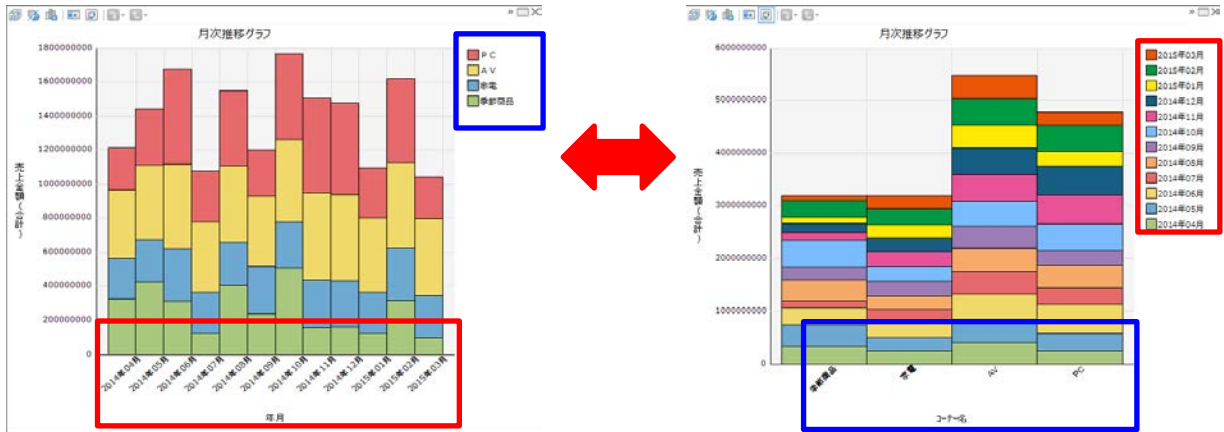 月次推移グラフ
ＰＣ
ＡＶ
家電
季節商品
1800000000
1600000000
1400000000
1200000000
1000000000
800000000
600000000
400000000
200000000
0
売上金額(合計)
2014年04月
2014年05月
2014年06月
2014年07月
2014年08月
2014年09月
2014年10月
2014年11月
2014年12月
2015年01月
2015年02月
2015年03月
年月
月次推移グラフ
2015年03月
2015年02月
2015年01月
2014年12月
2014年11月
2014年10月
2014年09月
2014年08月
2014年07月
2014年06月
2014年05月
2014年04月
6000000000
5000000000
4000000000
3000000000
2000000000
1000000000
0
売上金額(合計)
季節商品
家電
AV
PC
コーナー名